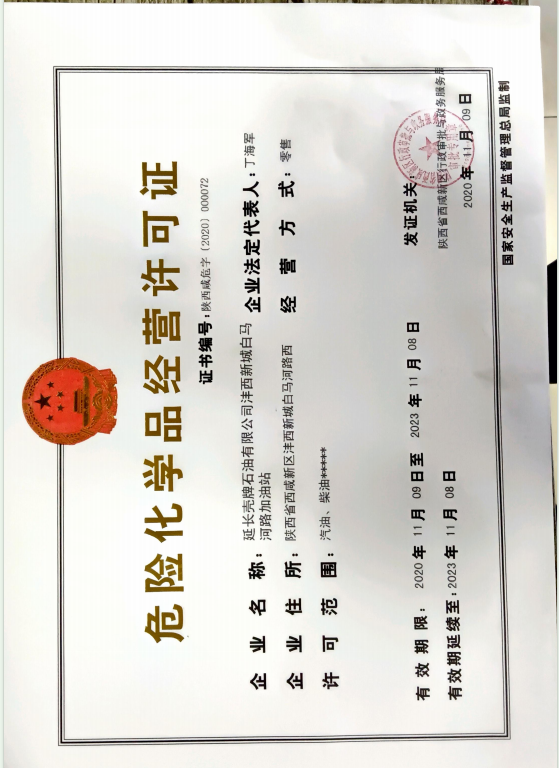 危险化学品经营许可证
证书编号:陕西咸危字〔2020〕000072
企业名称:延长壳牌石油有限公司沣西新城白马
河路加油站
企业法定代表人:丁海军
企业住所:陕西省西咸新区沣西新城白马河路西
经营方式:零售
许可范围:汽油、柴油*****
有效期限:2020年11月09日至2023年11月08日
有效期延续至:2023年11月08日
发证机关:
陕西省西咸新区行政审批与政务服务局
2020年11月09日
国家安全生产监督管理总局监制